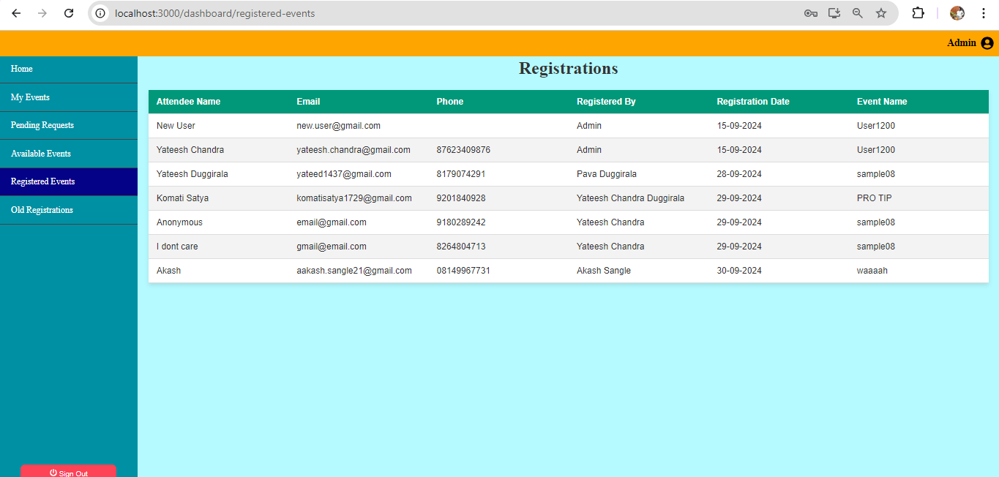 localhost:3000/dashboard/registered-events
Admin
Home
My Events
Pending Requests
Available Events
Registered Events
Old Registrations
Sign Out
Registrations
Attendee Name Email Phone Registered By Registration Date Event Name
New User new.user@gmail.com Admin 15-09-2024 User1200
Yateesh Chandra yateesh.chandra@gmail.com 87623409876 Admin 15-09-2024 User1200
Yateesh Duggirala yateed1437@gmail.com 8179074291 Pava Duggirala 28-09-2024 sample08
Komati Satya komatisatya1729@gmail.com 9201840928 Yateesh Chandra Duggirala 29-09-2024 PRO TIP
Anonymous email@gmail.com 9180289242 Yateesh Chandra 29-09-2024 sample08
I dont care gmail@email.com 8264804713 Yateesh Chandra 29-09-2024 sample08
Akash aakash.sangle21@gmail.com 08149967731 Akash Sangle 30-09-2024 waaaah